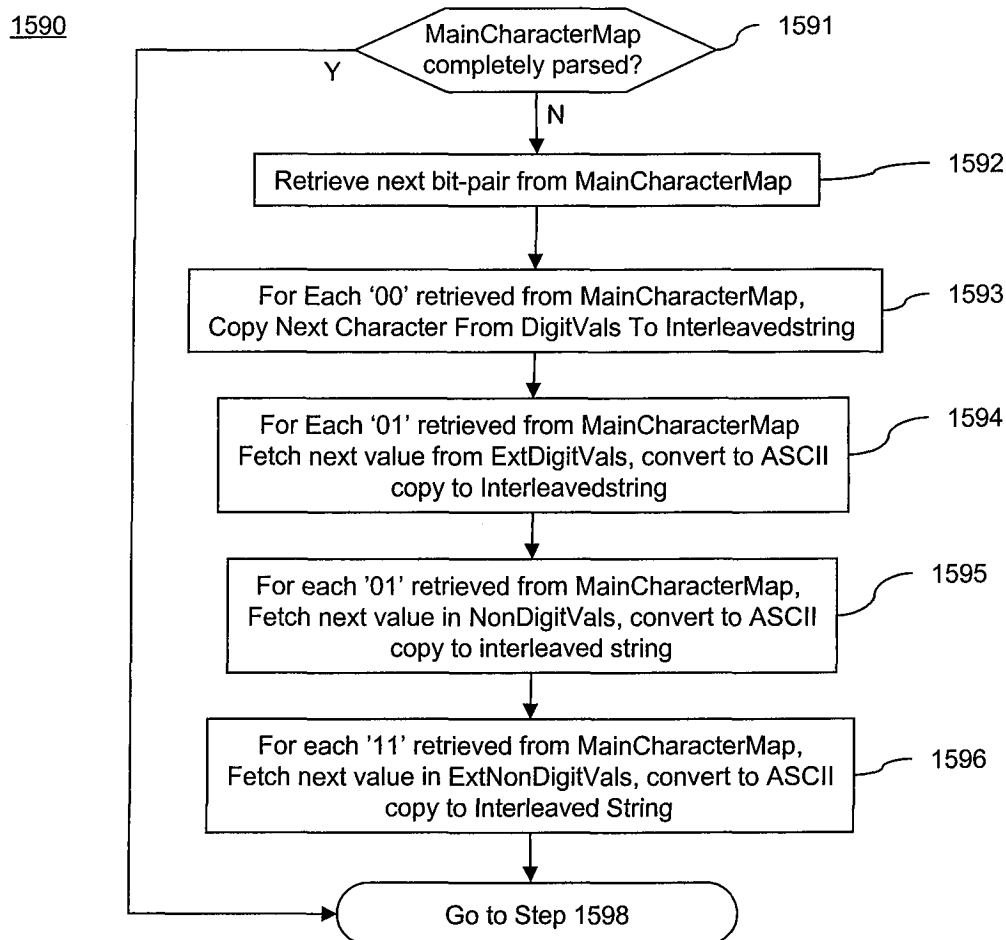 1590
MainCharacterMap
completely parsed?
1591
Y
N
Retrieve next bit-pair from MainCharacterMap
1592
For Each '00' retrieved from MainCharacterMap,
Copy Next Character From DigitVals To Interleavedstring
1593
For Each '01' retrieved from MainCharacterMap
Fetch next value from ExtDigitVals, convert to ASCII
copy to Interleavedstring
1594
For each '01' retrieved from MainCharacterMap,
Fetch next value in NonDigitVals, convert to ASCII
copy to interleaved string
1595
For each '11' retrieved from MainCharacterMap,
Fetch next value in ExtNonDigitVals, convert to ASCII
copy to Interleaved String
1596
Go to Step 1598